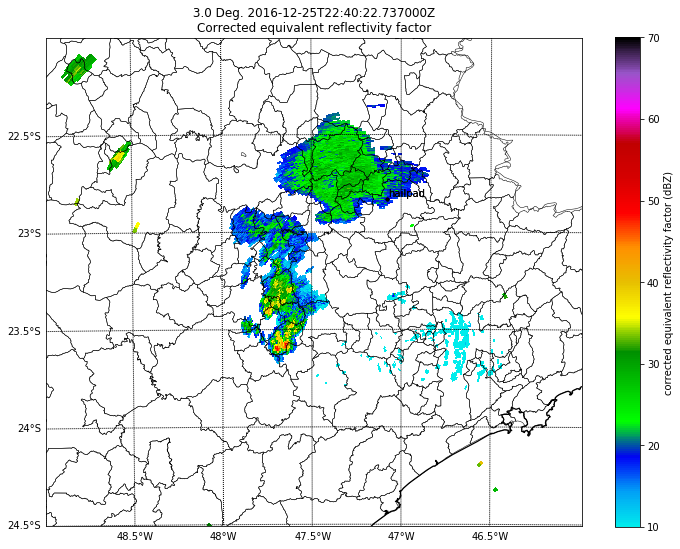 3.0 Deg. 2016-12-25T22:40:22.737000Z
Corrected equivalent reflectivity factor
70
60
50
40
30
20
10
corrected equivalent reflectivity factor (dBZ)
22.5°S
23°S
23.5°S
24°S
24.5°S
48.5°W
48°W
47.5°W
47°W
46.5°W